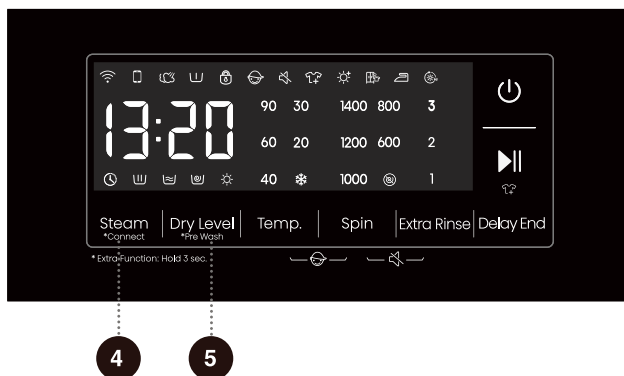 13:20
90 30 1400 800 3
60 20 1200 600 2
40 1000 1
Steam Dry Level Temp. Spin Extra Rinse Delay End
*Connect *Pre Wash
* Extra Function: Hold 3 sec.
4 5